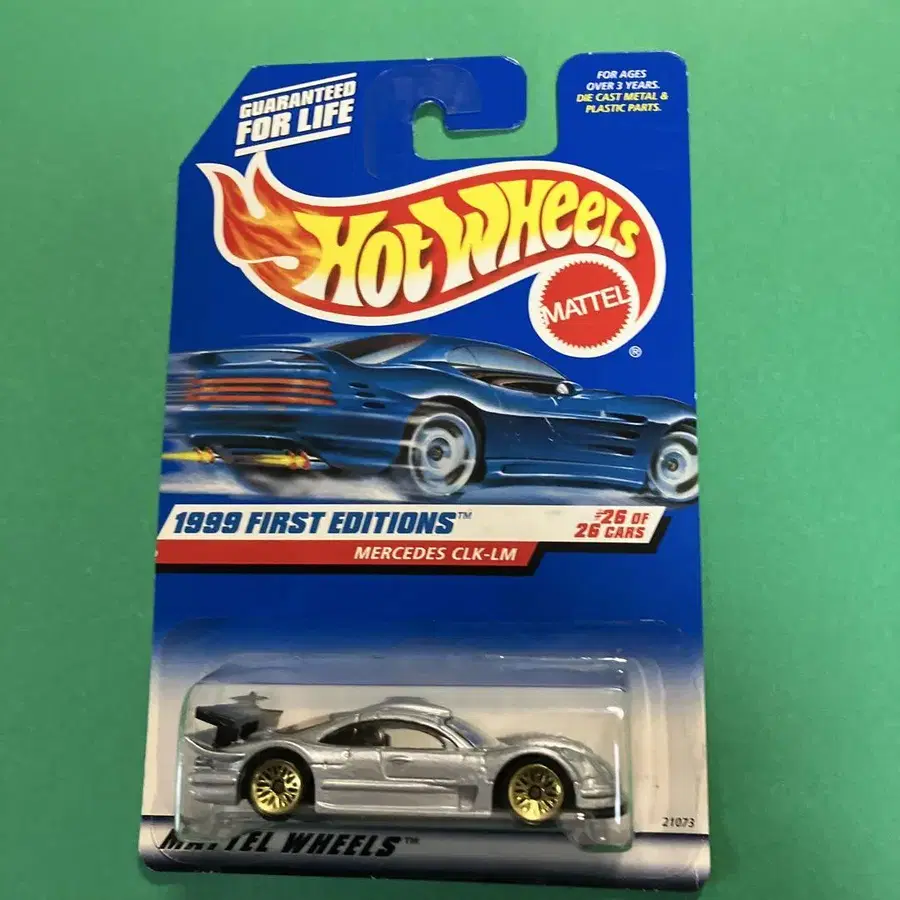 GUARANTEED
FOR LIFE
FOR AGES
OVER 3 YEARS.
DIE CAST METAL &
PLASTIC PARTS.
HOT WHEELS
MATTEL
®
1999 FIRST EDITIONS™
#26 OF
26 CARS
MERCEDES CLK-LM
21073
MATTEL WHEELS™